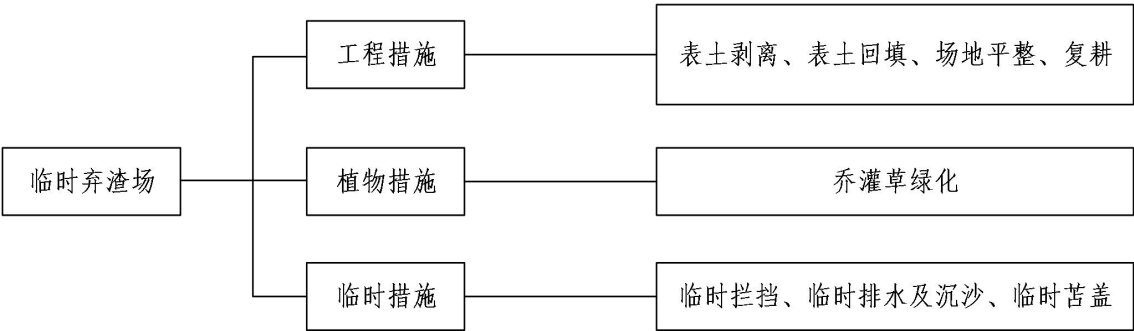 工程措施
表土剥离、表土回填、场地平整、复耕
临时弃渣场
植物措施
乔灌草绿化
临时措施
临时拦挡、临时排水及沉沙、临时苫盖